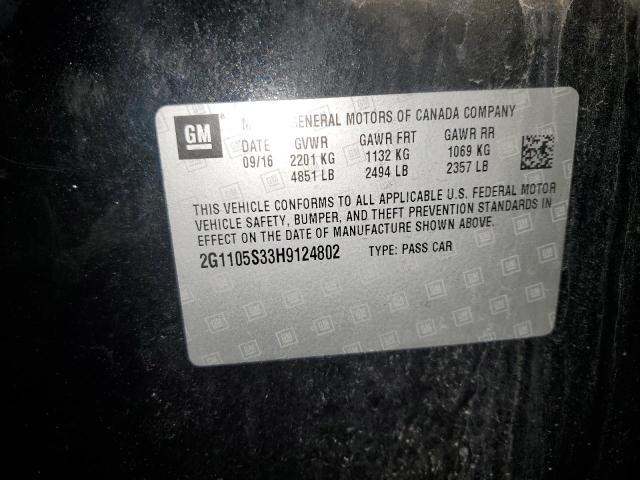 GM
GENERAL MOTORS OF CANADA COMPANY
DATE GVWR GAWR FRT GAWR RR
09/16 2201 KG 1132 KG 1069 KG
4851 LB 2494 LB 2357 LB
THIS VEHICLE CONFORMS TO ALL APPLICABLE U.S. FEDERAL MOTOR
VEHICLE SAFETY, BUMPER, AND THEFT PREVENTION STANDARDS IN
EFFECT ON THE DATE OF MANUFACTURE SHOWN ABOVE.
2G1105S33H9124802 TYPE: PASS CAR